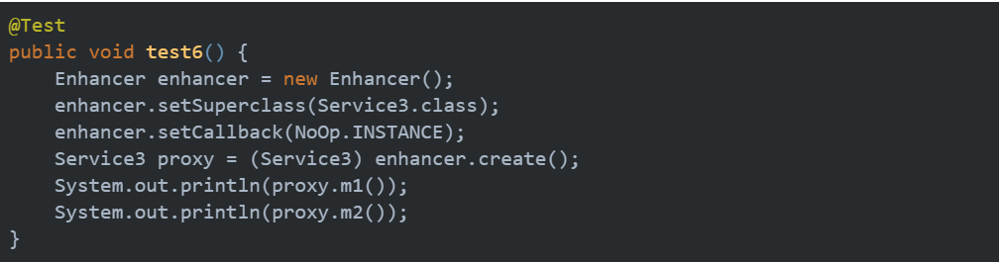 @Test
public void test6() {
    Enhancer enhancer = new Enhancer();
    enhancer.setSuperclass(Service3.class);
    enhancer.setCallback(NoOp.INSTANCE);
    Service3 proxy = (Service3) enhancer.create();
    System.out.println(proxy.m1());
    System.out.println(proxy.m2());
}